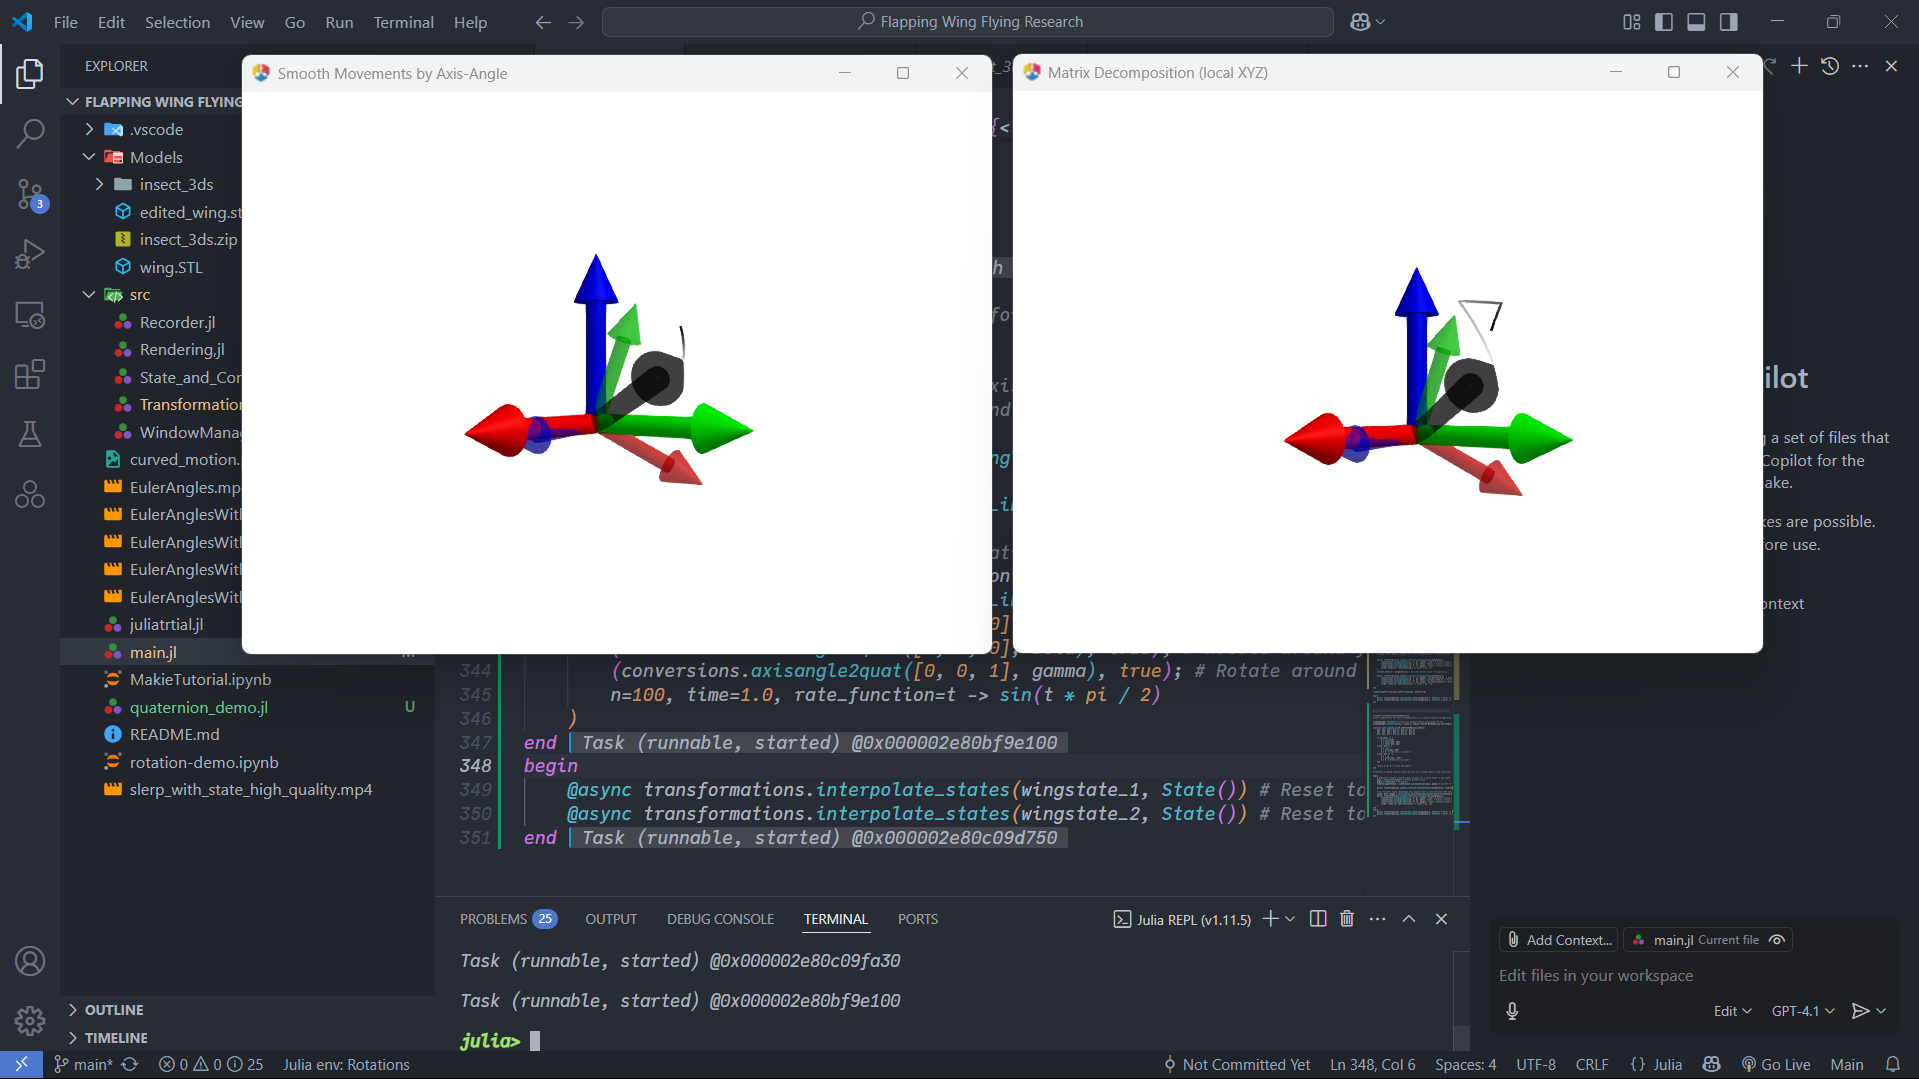 File Edit Selection View Go Run Terminal Help
Flapping Wing Flying Research
EXPLORER
FLAPPING WING FLYING
.vscode
Models
insect_3ds
edited_wing.st
insect_3ds.zip
wing.STL
src
Recorder.jl
Rendering.jl
State_and_Cor
Transformation
WindowMana
curved_motion.
EulerAngles.mp
EulerAnglesWitl
EulerAnglesWitl
EulerAnglesWitl
EulerAnglesWitl
juliatrtial.jl
main.jl
MakieTutorial.ipynb
quaternion_demo.jl U
README.md
rotation-demo.ipynb
slerp_with_state_high_quality.mp4
OUTLINE
TIMELINE
3
Smooth Movements by Axis-Angle
Matrix Decomposition (local XYZ)
ilot
g a set of files that
Copilot for the
ake.
kes are possible.
fore use.
ontext
344 (conversions.axisangle2quat([0, 0, 1], gamma), true); # Rotate around
345 n=100, time=1.0, rate_function=t -> sin(t * pi / 2)
346 )
347 end Task (runnable, started) @0x000002e80bf9e100
348 begin
349 @async transformations.interpolate_states(wingstate_1, State()) # Reset to
350 @async transformations.interpolate_states(wingstate_2, State()) # Reset to
351 end Task (runnable, started) @0x000002e80c09d750
PROBLEMS 25 OUTPUT DEBUG CONSOLE TERMINAL PORTS
Julia REPL (v1.11.5)
Task (runnable, started) @0x000002e80c09fa30
Task (runnable, started) @0x000002e80bf9e100
julia>
Add Context... main.jl Current file
Edit files in your workspace
Edit GPT-4.1
main* 0 0 25 Julia env: Rotations
Not Committed Yet Ln 348, Col 6 Spaces: 4 UTF-8 CRLF {} Julia Go Live Main